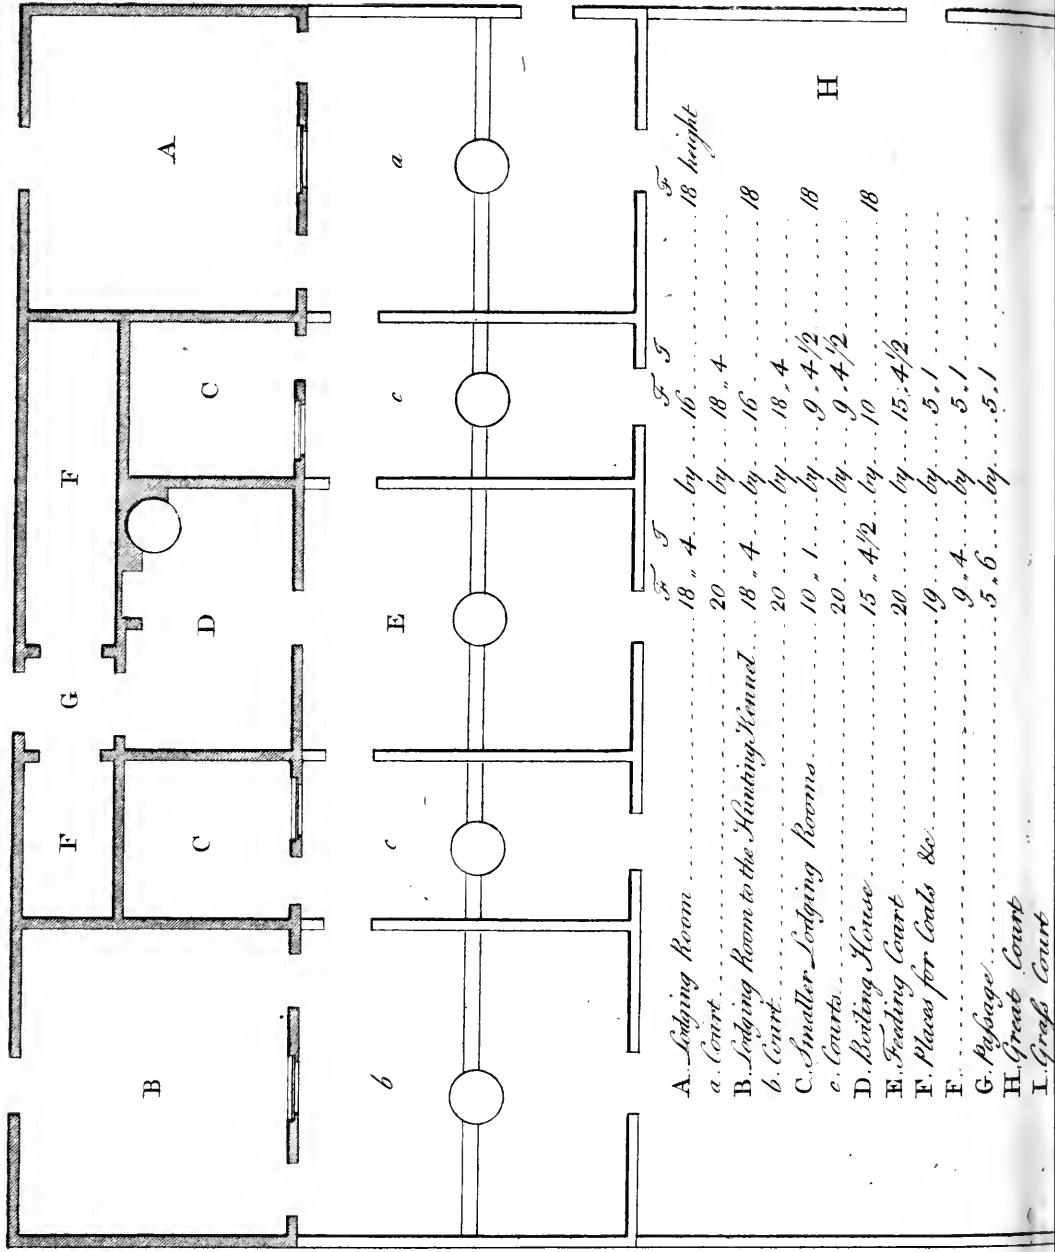 F G F
B A
C D C
b c E c a
F I F I F
A. Lodging Room ........ 18 „ 4 .... by .... 16 ........ 18 height
a. Court ........ 20 ........ by .... 18 „ 4
B. Lodging Room to the Hunting Kennel .... 18 „ 4 .... by .... 16 ........ 18
b. Court ........ 20 ........ by .... 18 „ 4
C. Smaller Lodging Rooms ........ 10 „ 1 .... by .... 9 „ 4 1/2 ........ 18
c. Courts ........ 20 ........ by .... 9 „ 4 1/2
D. Boiling House ........ 15 „ 4 1/2 .. by .... 10 ........ 18
E. Feeding Court ........ 20 ........ by .... 15 „ 4 1/2
F. Places for Coals &c ........ 19 ........ by .... 5 „ 1
F. ........ 9 „ 4 .... by .... 5 „ 1
G. Paſsage ........ 5 „ 6 .... by .... 5 „ 1
H. Great Court
I. Graſs Court
H